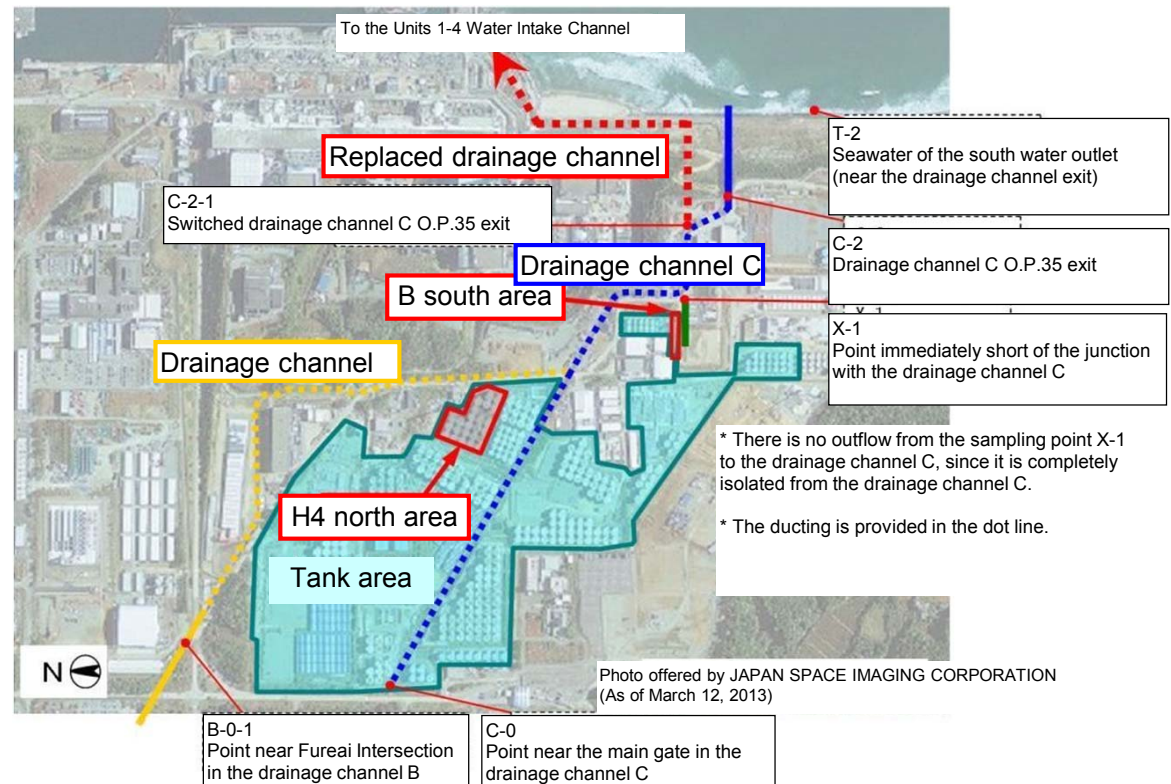 To the Units 1-4 Water Intake Channel
T-2
Seawater of the south water outlet
(near the drainage channel exit)
Replaced drainage channel
C-2-1
Switched drainage channel C O.P.35 exit
C-2
Drainage channel C O.P.35 exit
Drainage channel C
B south area
X-1
Point immediately short of the junction
with the drainage channel C
Drainage channel
* There is no outflow from the sampling point X-1
to the drainage channel C, since it is completely
isolated from the drainage channel C.
* The ducting is provided in the dot line.
H4 north area
Tank area
N
Photo offered by JAPAN SPACE IMAGING CORPORATION
(As of March 12, 2013)
B-0-1
Point near Fureai Intersection
in the drainage channel B
C-0
Point near the main gate in the
drainage channel C